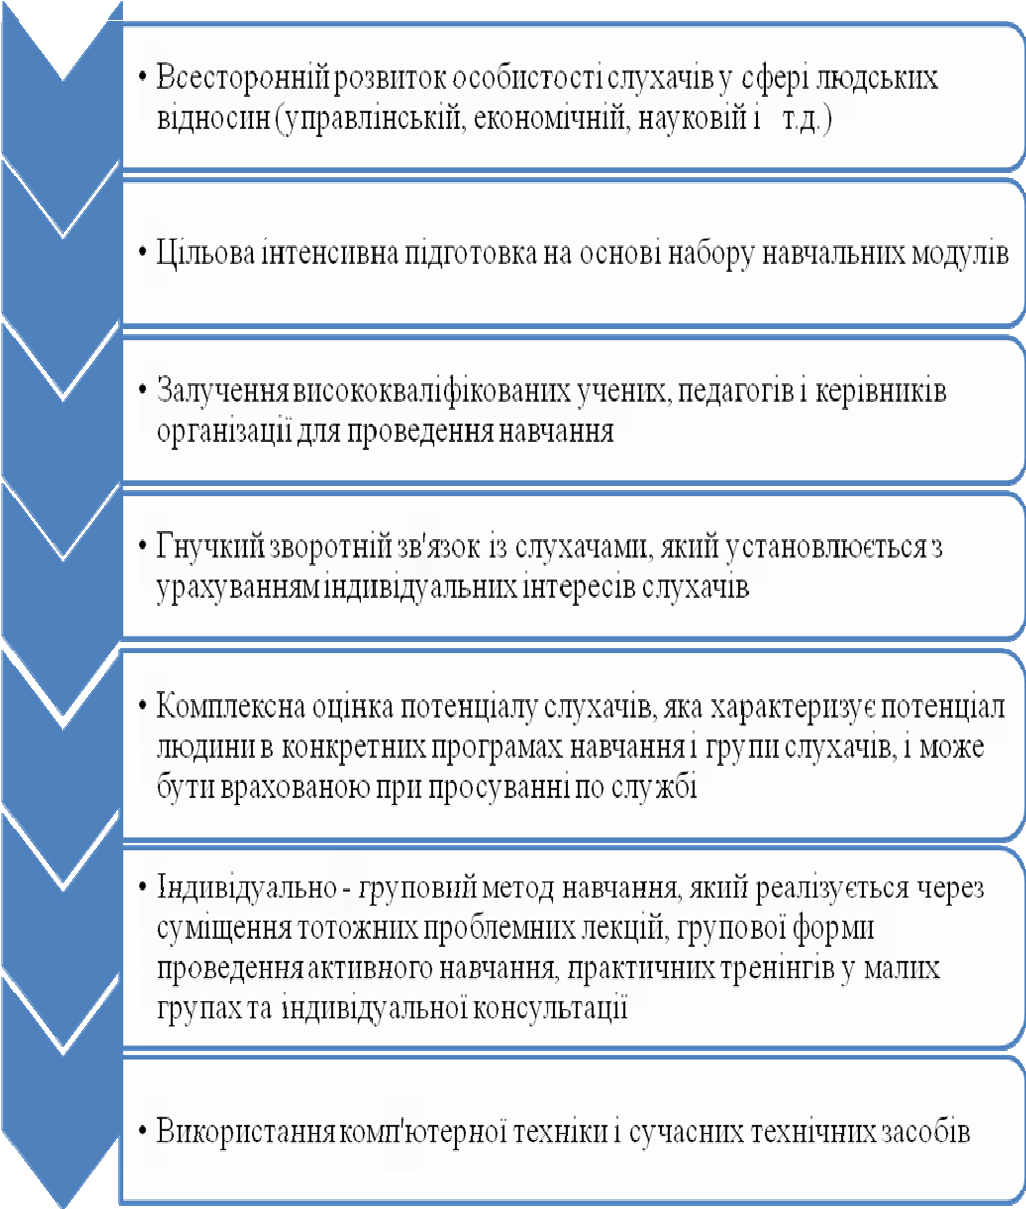 • Всесторонній розвиток особистості слухачів у сфері людських
відносин (управлінській, економічній, науковій і т.д.)
• Цільова інтенсивна підготовка на основі набору навчальних модулів
• Залучення висококваліфікованих учених, педагогів і керівників
організації для проведення навчання
• Гнучкий зворотній зв'язок із слухачами, який установлюється з
урахуванням індивідуальних інтересів слухачів
• Комплексна оцінка потенціалу слухачів, яка характеризує потенціал
людини в конкретних програмах навчання і групи слухачів, і може
бути врахованою при просуванні по службі
• Індивідуально - груповий метод навчання, який реалізується через
суміщення тотожних проблемних лекцій, групової форми
проведення активного навчання, практичних тренінгів у малих
групах та індивідуальної консультації
• Використання комп'ютерної техніки і сучасних технічних засобів